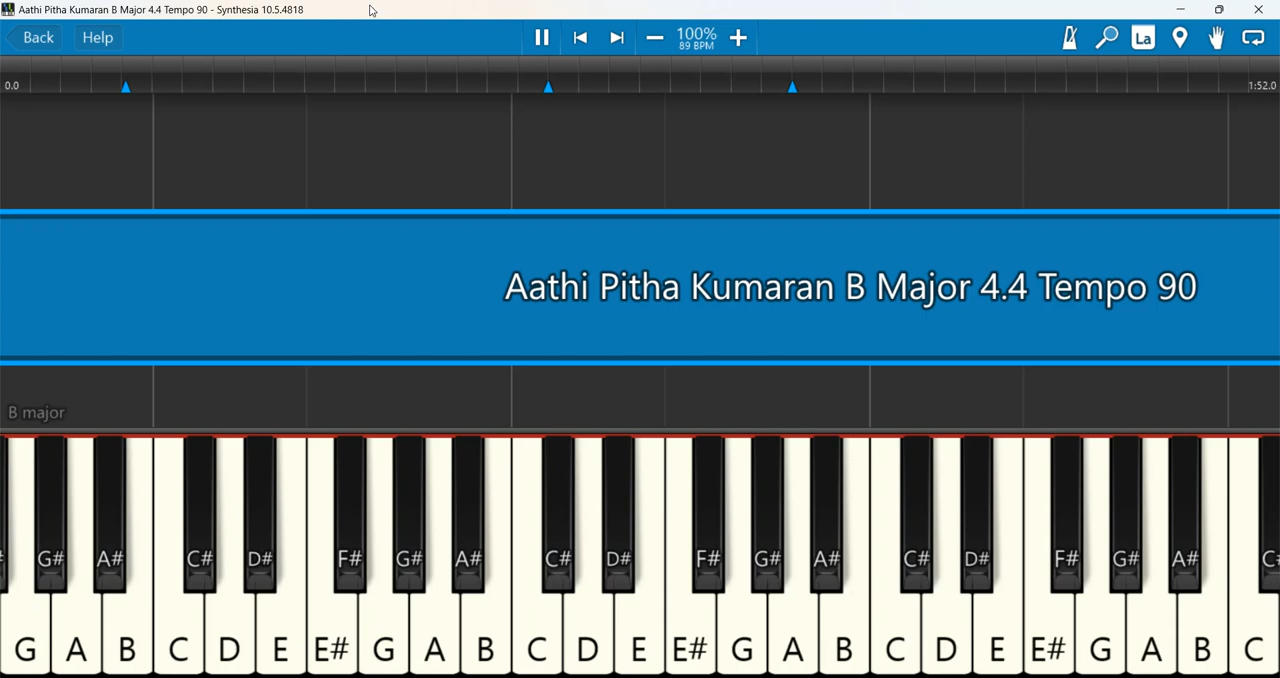 Aathi Pitha Kumaran B Major 4.4 Tempo 90 - Synthesia 10.5.4818
Back Help 100% La
89 BPM
0.0 1:52.0
Aathi Pitha Kumaran B Major 4.4 Tempo 90
B major
# G# A# C# D# F# G# A# C# D# F# G# A# C# D# F# G# A# C#
G A B C D E E# G A B C D E E# G A B C D E E# G A B C